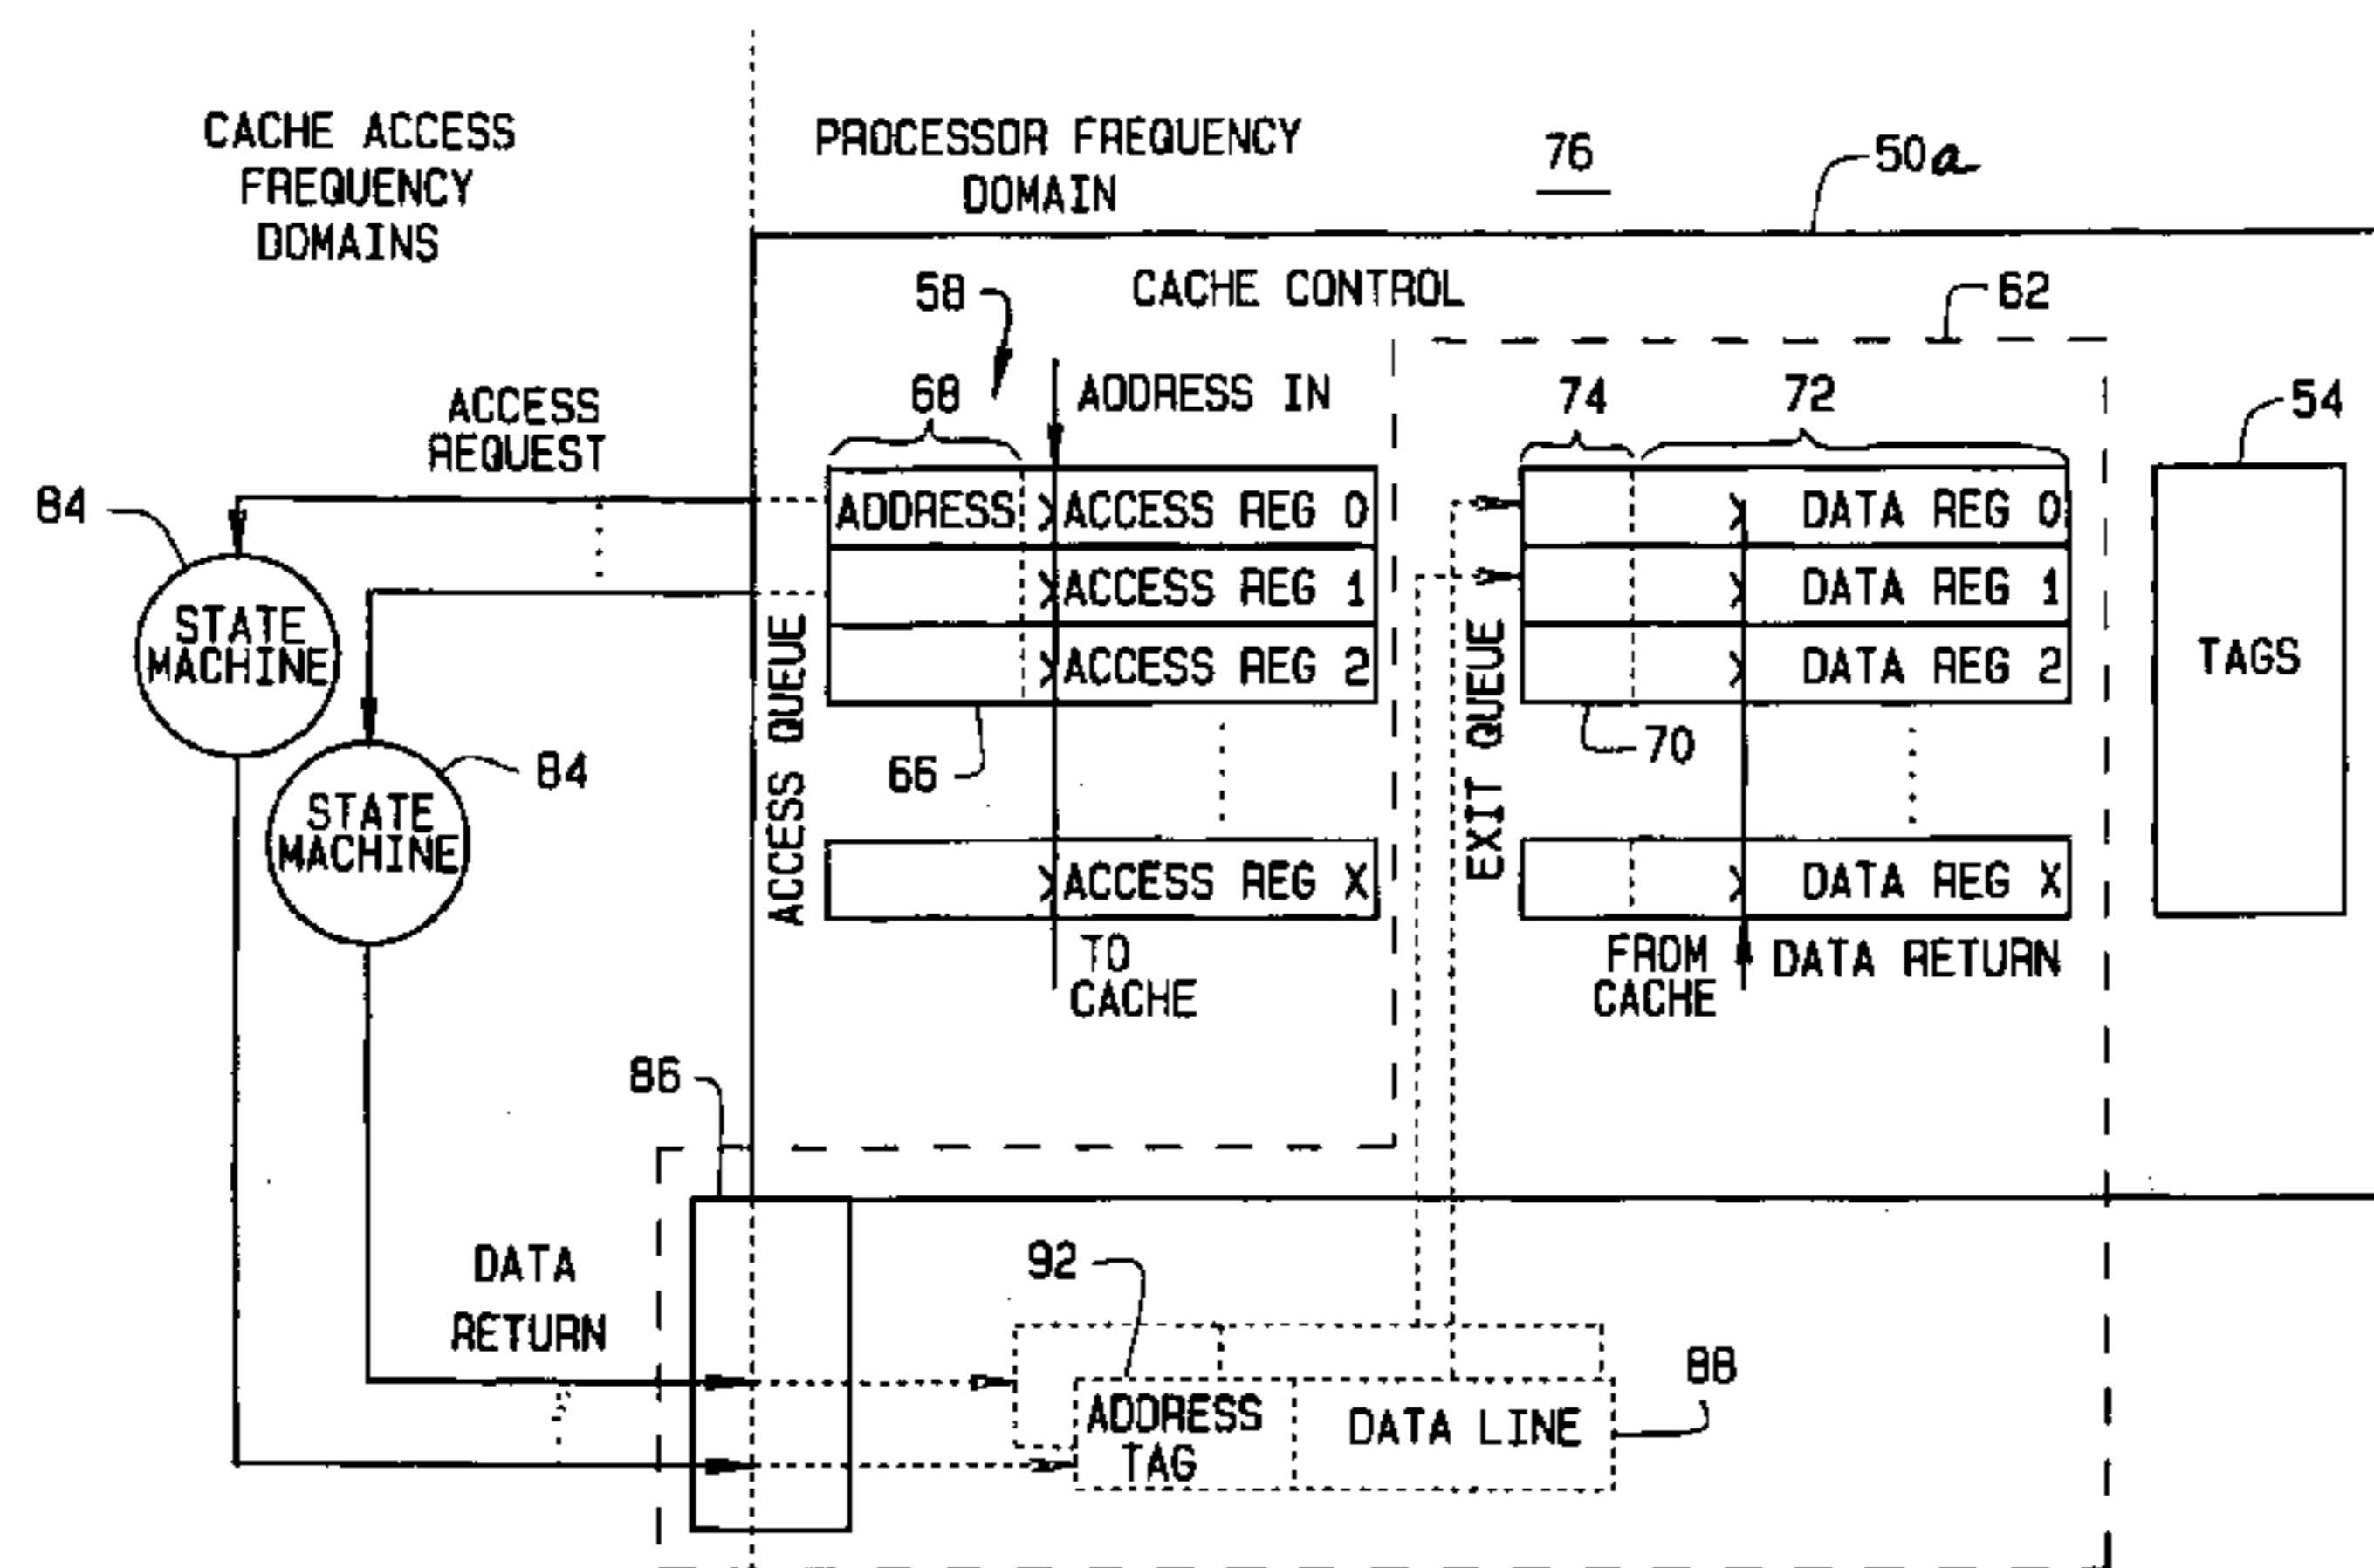 CACHE ACCESS
FREQUENCY
DOMAINS
PROCESSOR FREQUENCY
DOMAIN
76
50a
CACHE CONTROL
58
62
ACCESS
REQUEST
68
ADDRESS IN
74
72
54
84
ADDRESS
ACCESS REG 0
DATA REG 0
ACCESS REG 1
DATA REG 1
STATE
MACHINE
ACCESS REG 2
DATA REG 2
TAGS
ACCESS QUEUE
EXIT QUEUE
66
70
84
STATE
MACHINE
ACCESS REG X
DATA REG X
TO
CACHE
FROM
CACHE
DATA RETURN
86
DATA
RETURN
92
88
ADDRESS
TAG
DATA LINE